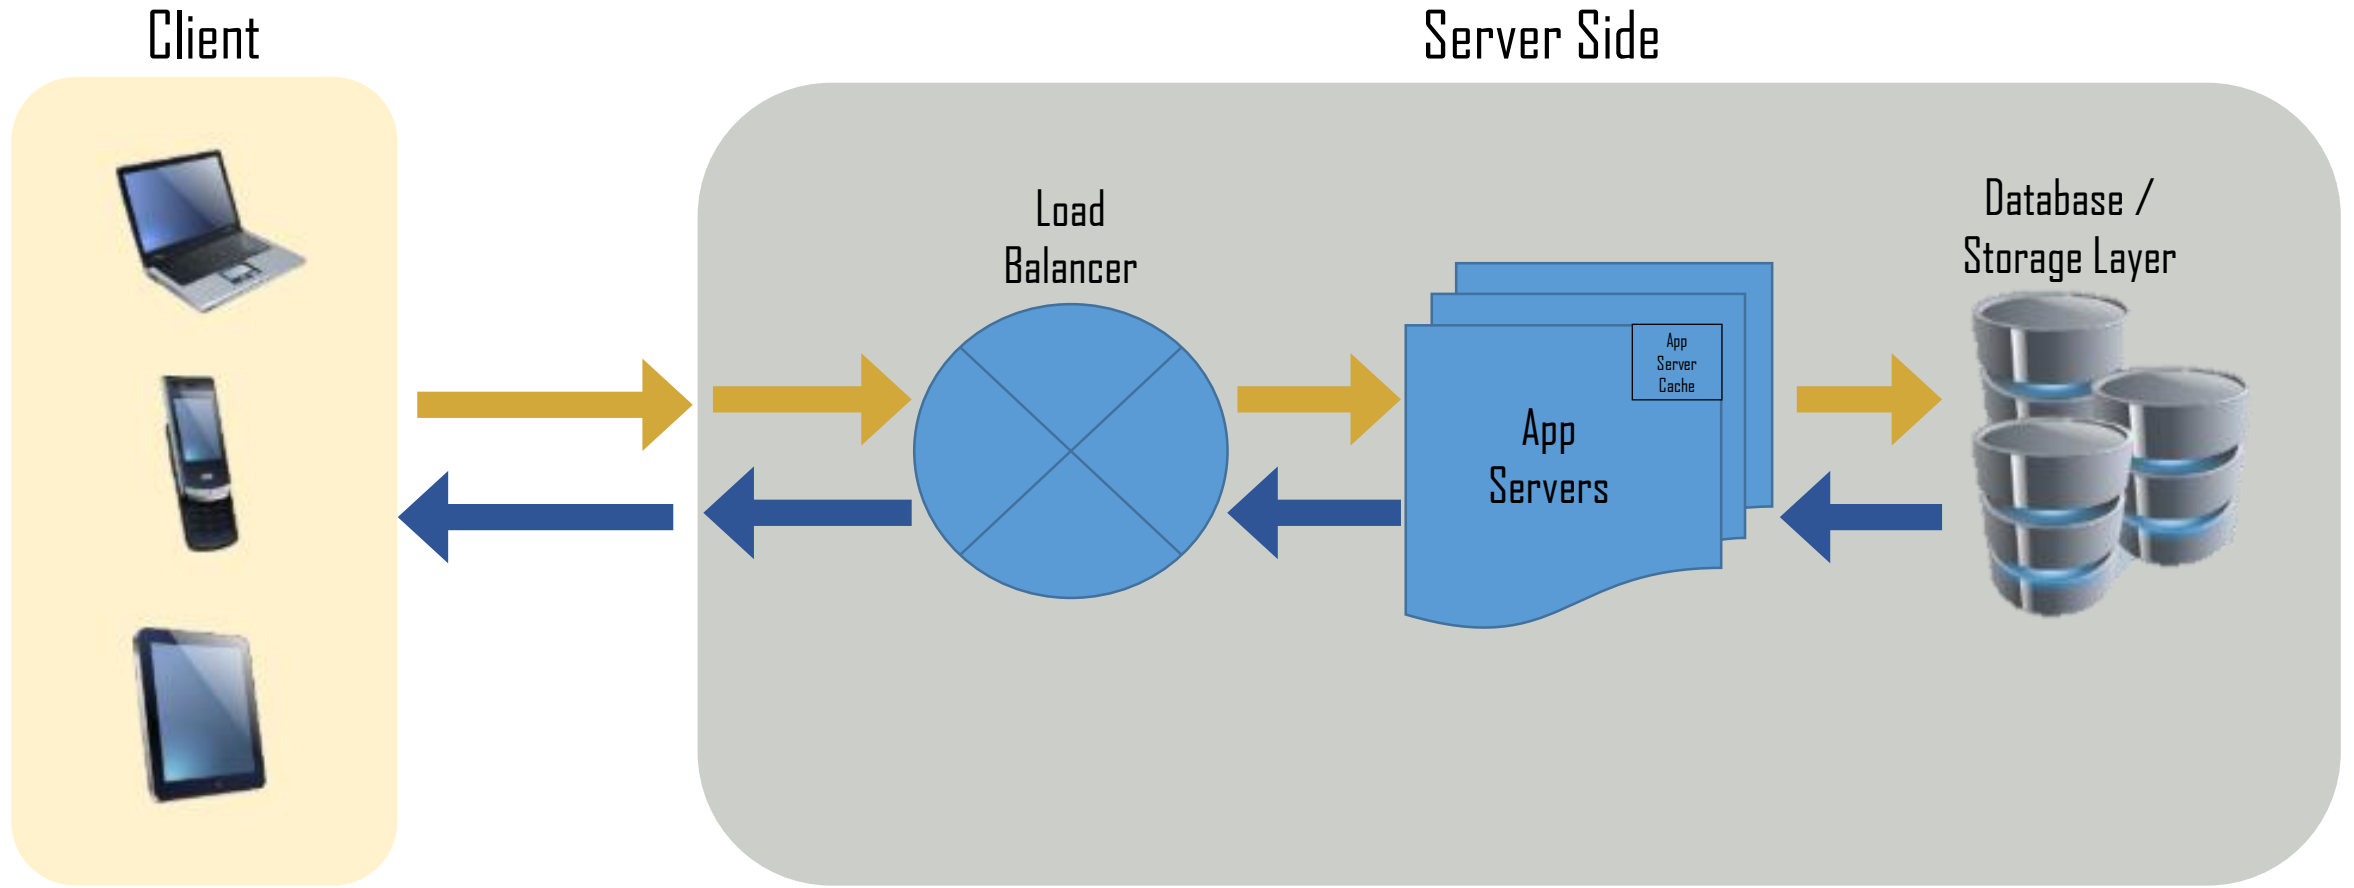 Client
Server Side
Load
Balancer
App
Server
Cache
App
Servers
Database /
Storage Layer